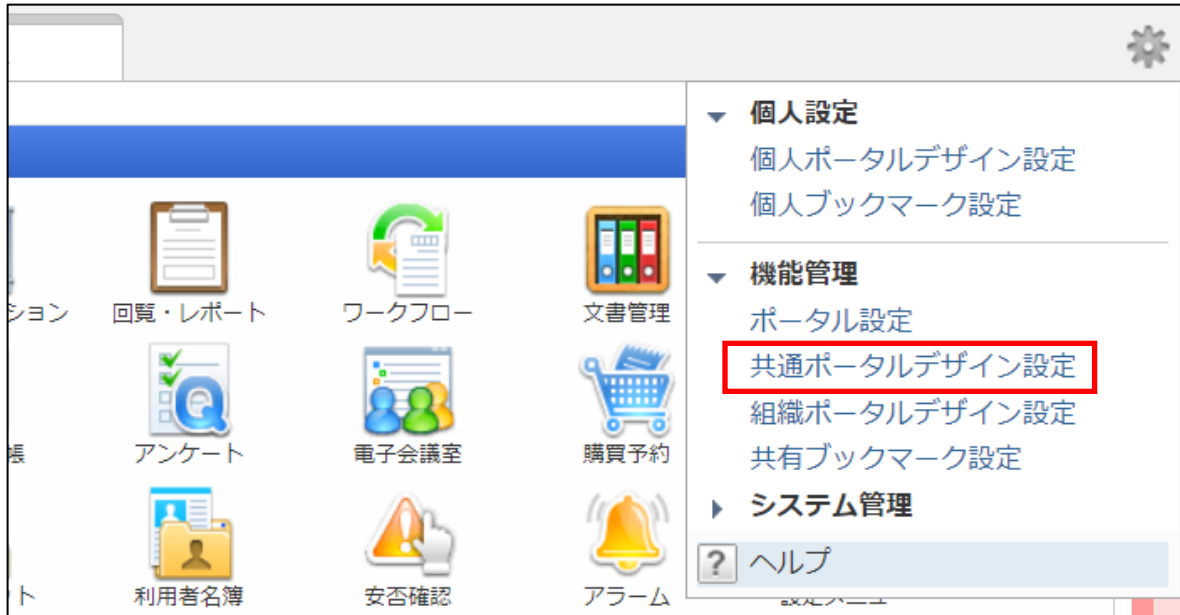 個人設定
個人ポータルデザイン設定
個人ブックマーク設定
機能管理
ポータル設定
共通ポータルデザイン設定
組織ポータルデザイン設定
共有ブックマーク設定
システム管理
? ヘルプ
ション 回覧・レポート ワークフロー 文書管理
帳 アンケート 電子会議室 購買予約
ット 利用者名簿 安否確認 アラーム